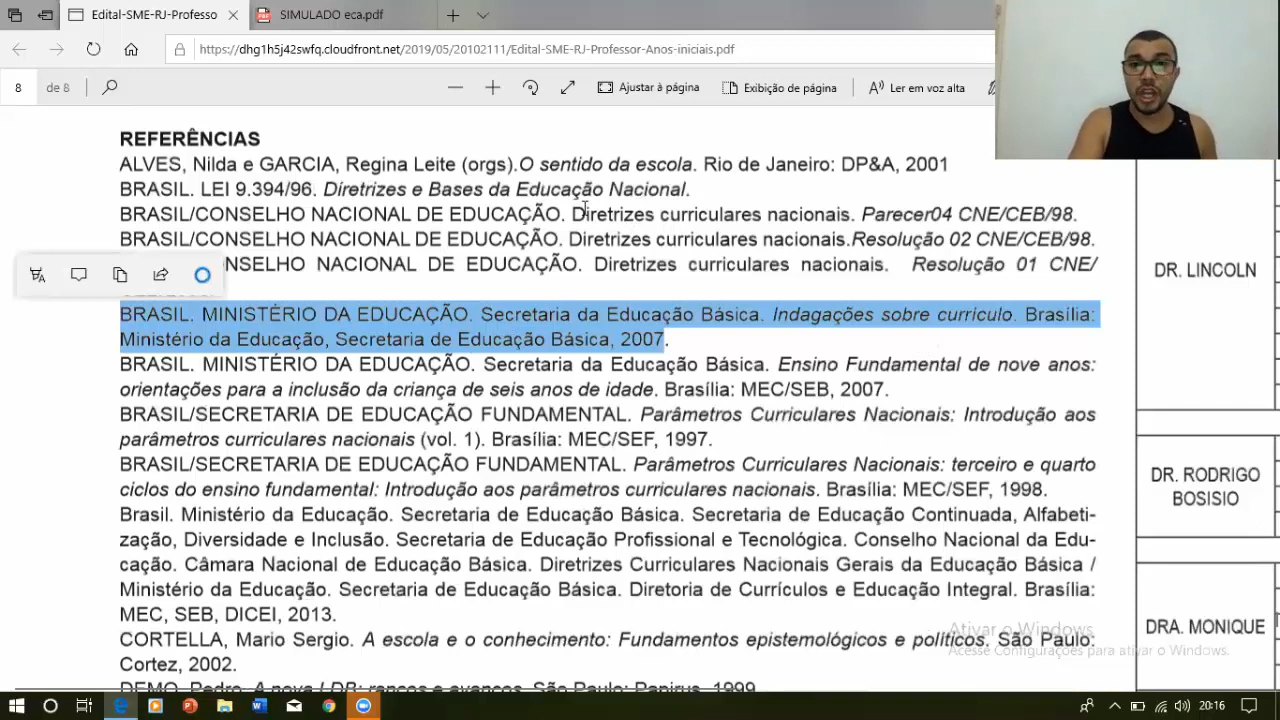 Edital-SME-RJ-Professo
SIMULADO eca.pdf
https://dhg1h5j42swfq.cloudfront.net/2019/05/20102111/Edital-SME-RJ-Professor-Anos-iniciais.pdf
8 de 8
Ajustar à página
Exibição de página
Ler em voz alta
REFERÊNCIAS
ALVES, Nilda e GARCIA, Regina Leite (orgs).O sentido da escola. Rio de Janeiro: DP&A, 2001
BRASIL. LEI 9.394/96. Diretrizes e Bases da Educação Nacional.
BRASIL/CONSELHO NACIONAL DE EDUCAÇÃO. Diretrizes curriculares nacionais. Parecer04 CNE/CEB/98.
BRASIL/CONSELHO NACIONAL DE EDUCAÇÃO. Diretrizes curriculares nacionais.Resolução 02 CNE/CEB/98.
NSELHO NACIONAL DE EDUCAÇÃO. Diretrizes curriculares nacionais. Resolução 01 CNE/
BRASIL. MINISTÉRIO DA EDUCAÇÃO. Secretaria da Educação Básica. Indagações sobre currículo. Brasília:
Ministério da Educação, Secretaria de Educação Básica, 2007.
BRASIL. MINISTÉRIO DA EDUCAÇÃO. Secretaria da Educação Básica. Ensino Fundamental de nove anos:
orientações para a inclusão da criança de seis anos de idade. Brasília: MEC/SEB, 2007.
BRASIL/SECRETARIA DE EDUCAÇÃO FUNDAMENTAL. Parâmetros Curriculares Nacionais: Introdução aos
parâmetros curriculares nacionais (vol. 1). Brasília: MEC/SEF, 1997.
BRASIL/SECRETARIA DE EDUCAÇÃO FUNDAMENTAL. Parâmetros Curriculares Nacionais: terceiro e quarto
ciclos do ensino fundamental: Introdução aos parâmetros curriculares nacionais. Brasília: MEC/SEF, 1998.
Brasil. Ministério da Educação. Secretaria de Educação Básica. Secretaria de Educação Continuada, Alfabeti-
zação, Diversidade e Inclusão. Secretaria de Educação Profissional e Tecnológica. Conselho Nacional da Edu-
cação. Câmara Nacional de Educação Básica. Diretrizes Curriculares Nacionais Gerais da Educação Básica /
Ministério da Educação. Secretaria de Educação Básica. Diretoria de Currículos e Educação Integral. Brasília:
MEC, SEB, DICEI, 2013.
CORTELLA, Mario Sergio. A escola e o conhecimento: Fundamentos epistemológicos e políticos. São Paulo:
Cortez, 2002.
DEMO, Pedro. A nova LDB: ranços e avanços. São Paulo: Papirus, 1999
DR. LINCOLN
DR. RODRIGO
BOSISIO
DRA. MONIQUE
Ativar o Windows
Acesse Configurações para ativar o Windows.
20:16